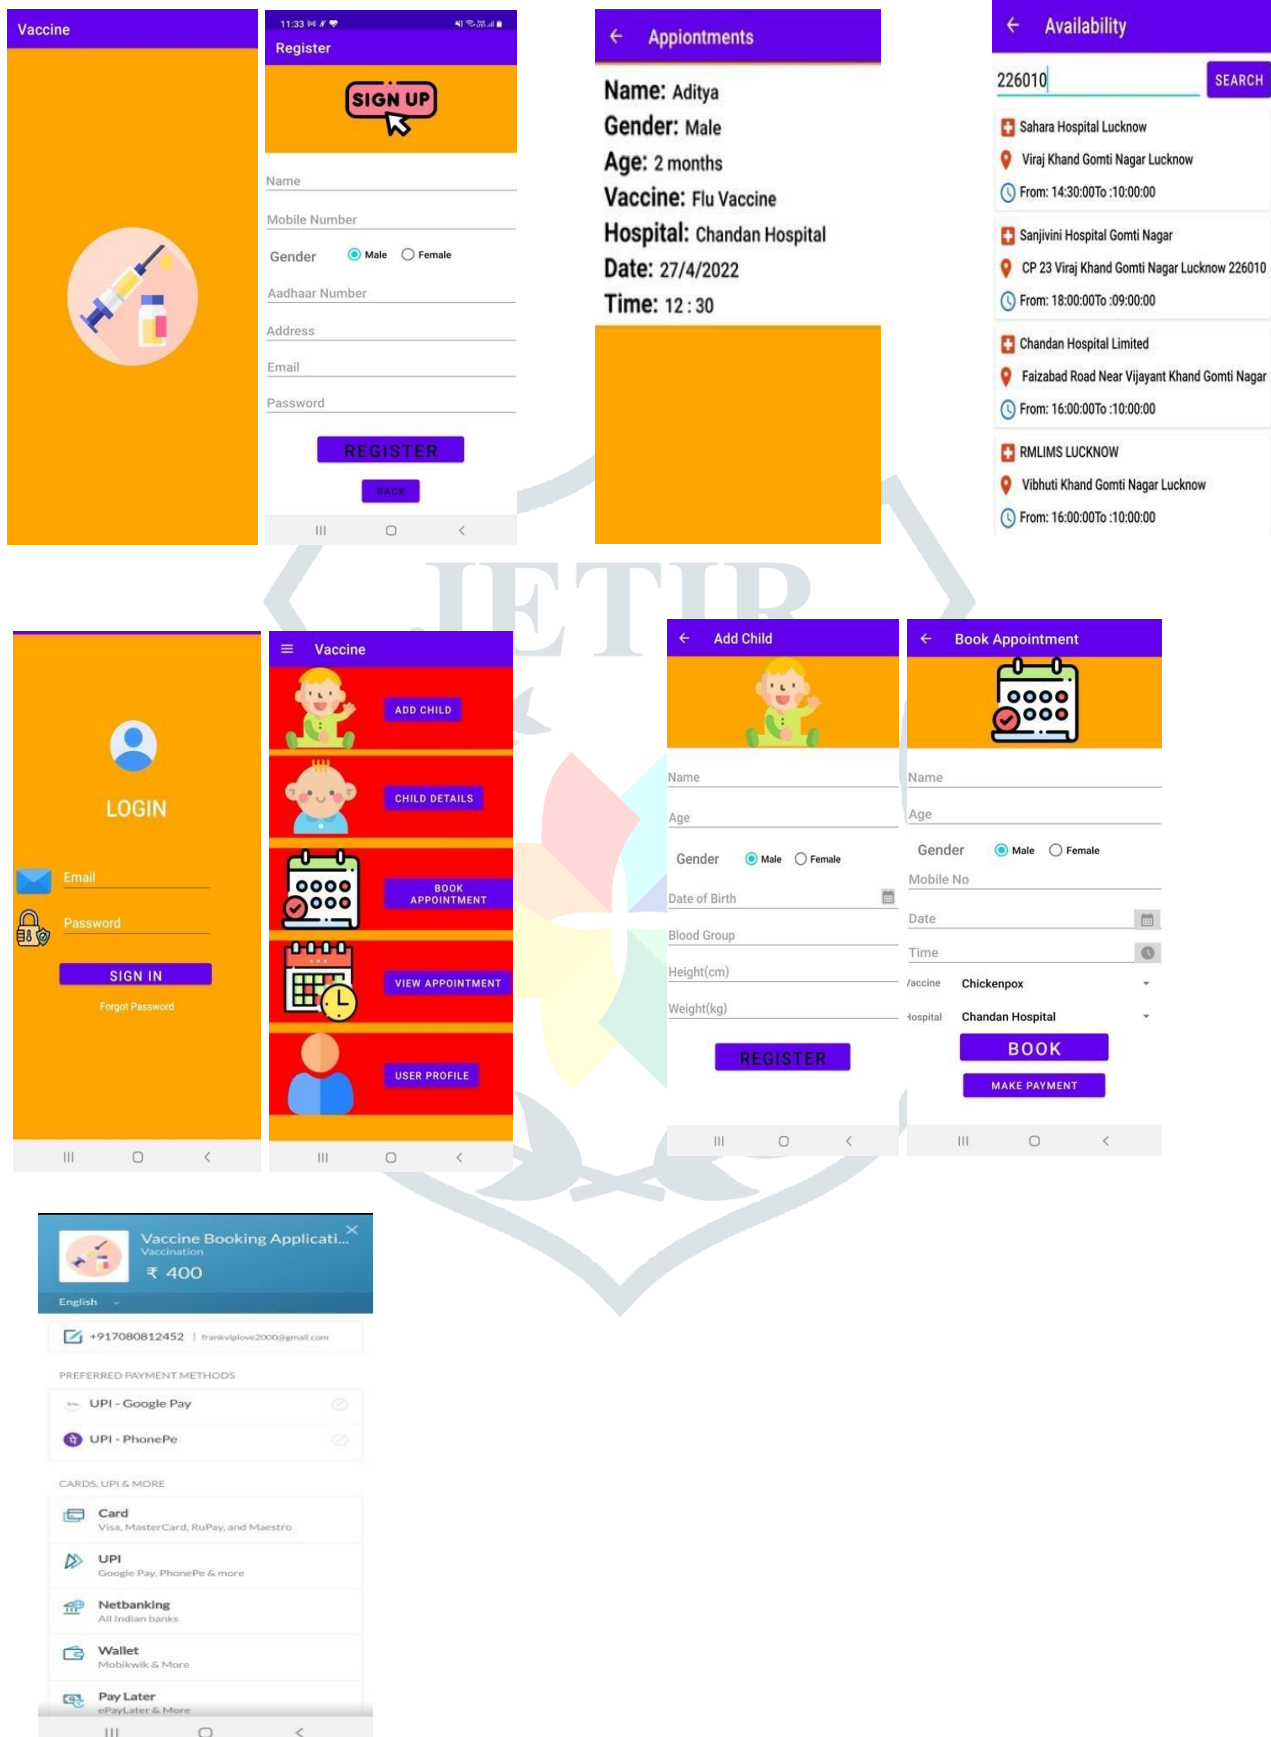 Vaccine
11:33
Register
SIGN UP
Name
Mobile Number
Gender Male Female
Aadhaar Number
Address
Email
Password
REGISTER
BACK
Appiontments
Name: Aditya
Gender: Male
Age: 2 months
Vaccine: Flu Vaccine
Hospital: Chandan Hospital
Date: 27/4/2022
Time: 12 : 30
Availability
226010 SEARCH
Sahara Hospital Lucknow
Viraj Khand Gomti Nagar Lucknow
From: 14:30:00To :10:00:00
Sanjivini Hospital Gomti Nagar
CP 23 Viraj Khand Gomti Nagar Lucknow 226010
From: 18:00:00To :09:00:00
Chandan Hospital Limited
Faizabad Road Near Vijayant Khand Gomti Nagar
From: 16:00:00To :10:00:00
RMLIMS LUCKNOW
Vibhuti Khand Gomti Nagar Lucknow
From: 16:00:00To :10:00:00
JETIR
LOGIN
Email
Password
SIGN IN
Forgot Password
Vaccine
ADD CHILD
CHILD DETAILS
BOOK
APPOINTMENT
VIEW APPOINTMENT
USER PROFILE
Add Child
Name
Age
Gender Male Female
Date of Birth
Blood Group
Height(cm)
Weight(kg)
REGISTER
Book Appointment
Name
Age
Gender Male Female
Mobile No
Date
Time
Vaccine Chickenpox
Hospital Chandan Hospital
BOOK
MAKE PAYMENT
Vaccine Booking Applicati...
Vaccination
₹ 400
English
+917080812452 | frankviplove2000@gmail.com
PREFERRED PAYMENT METHODS
UPI - Google Pay
UPI - PhonePe
CARDS, UPI & MORE
Card
Visa, MasterCard, RuPay, and Maestro
UPI
Google Pay, PhonePe & more
Netbanking
All Indian banks
Wallet
Mobikwik & More
Pay Later
ePayLater & More